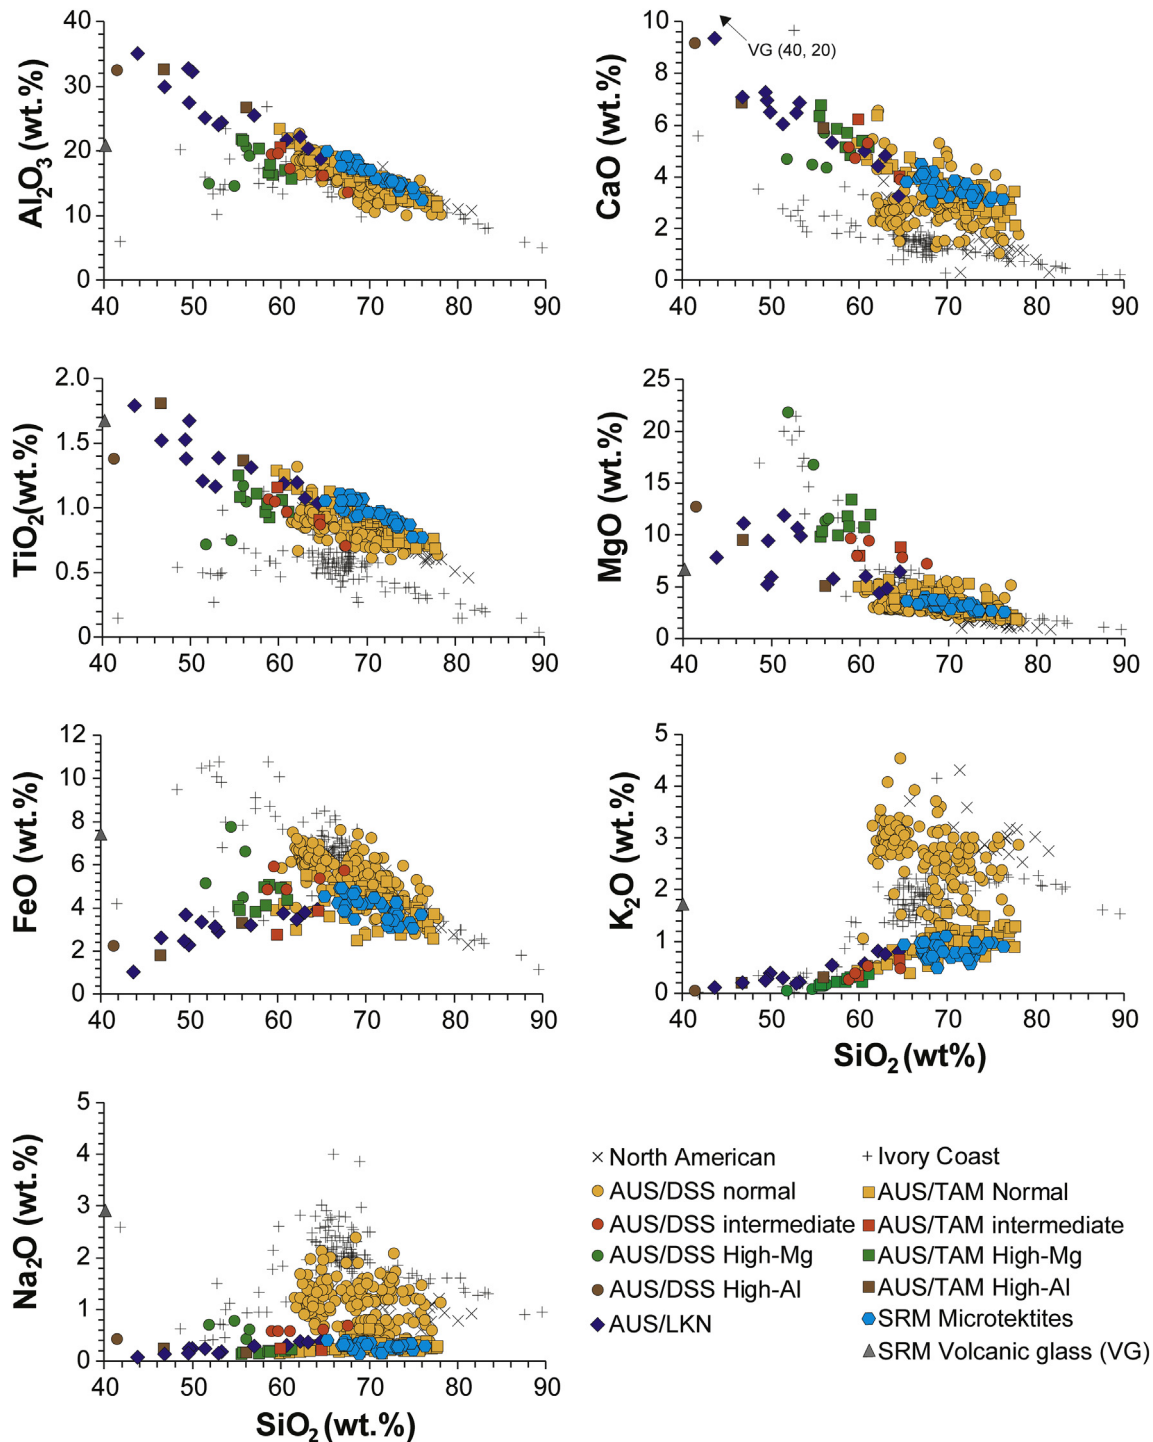 Al2O3 (wt.%)
40
30
20
10
0
40 50 60 70 80 90
CaO (wt.%)
10
8
6
4
2
0
VG (40, 20)
40 50 60 70 80 90
TiO2(wt.%)
2.0
1.5
1.0
0.5
0
40 50 60 70 80 90
MgO (wt.%)
25
20
15
10
5
0
40 50 60 70 80 90
FeO (wt.%)
12
10
8
6
4
2
0
40 50 60 70 80 90
K2O (wt.%)
5
4
3
2
1
0
40 50 60 70 80 90
SiO2 (wt%)
Na2O (wt.%)
5
4
3
2
1
0
40 50 60 70 80 90
SiO2 (wt.%)
North American
Ivory Coast
AUS/DSS normal
AUS/TAM Normal
AUS/DSS intermediate
AUS/TAM intermediate
AUS/DSS High-Mg
AUS/TAM High-Mg
AUS/DSS High-Al
AUS/TAM High-Al
AUS/LKN
SRM Microtektites
SRM Volcanic glass (VG)